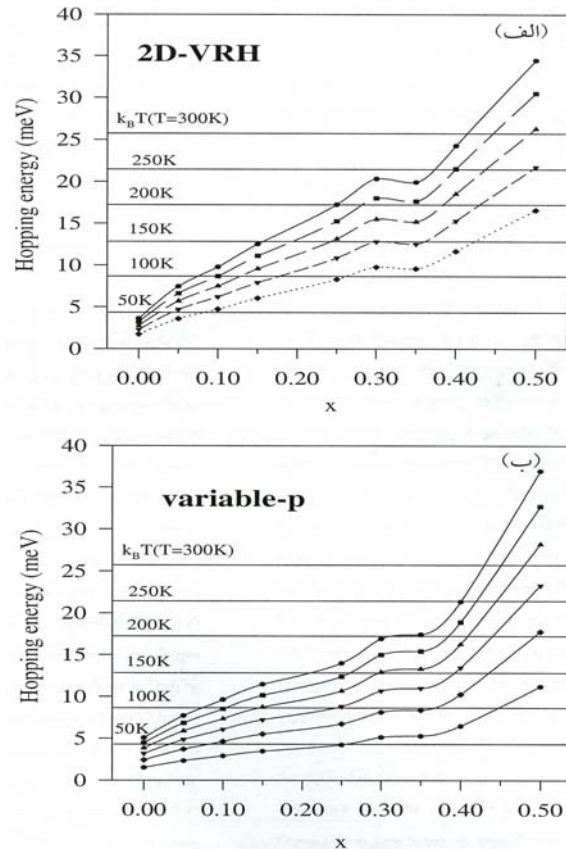 (الف)
2D-VRH
Hopping energy (meV)
40
35
30
25
20
15
10
5
0
k_BT(T=300K)
250K
200K
150K
100K
50K
0.00 0.10 0.20 0.30 0.40 0.50
x
(ب)
variable-p
Hopping energy (meV)
40
35
30
25
20
15
10
5
0
k_BT(T=300K)
250K
200K
150K
100K
50K
0.00 0.10 0.20 0.30 0.40 0.50
x